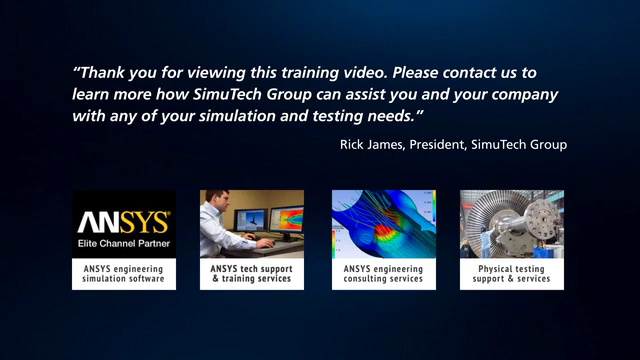 “Thank you for viewing this training video. Please contact us to
learn more how SimuTech Group can assist you and your company
with any of your simulation and testing needs.”
Rick James, President, SimuTech Group
ANSYS®
Elite Channel Partner
ANSYS engineering
simulation software
ANSYS tech support
& training services
ANSYS engineering
consulting services
Physical testing
support & services